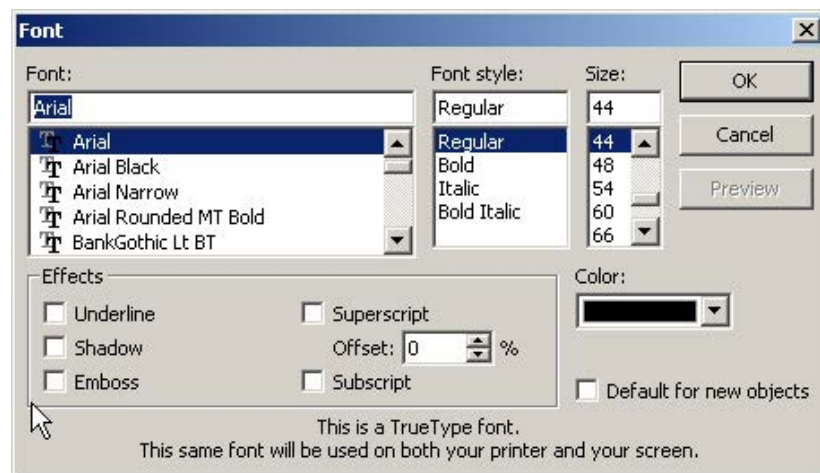 Font
Font:
Font style:
Size:
OK
Arial
Regular
44
Cancel
Arial
Arial Black
Arial Narrow
Arial Rounded MT Bold
BankGothic Lt BT
Regular
Bold
Italic
Bold Italic
44
48
54
60
66
Preview
Effects
Underline
Shadow
Emboss
Superscript
Offset: 0 %
Subscript
Color:
Default for new objects
This is a TrueType font.
This same font will be used on both your printer and your screen.